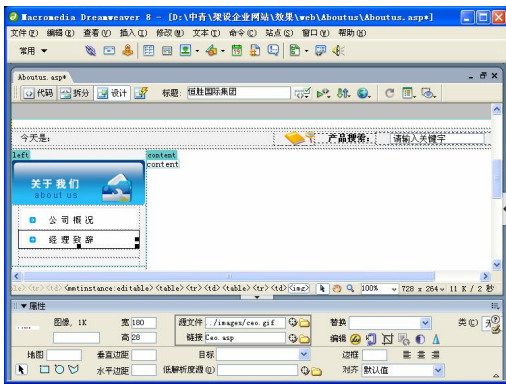 Macromedia Dreamweaver 8 - [D:\中青\架设企业网站\效果\web\Aboutus\Aboutus.asp*]
文件(F) 编辑(E) 查看(V) 插入(I) 修改(M) 文本(T) 命令(C) 站点(S) 窗口(W) 帮助(H)
常用
Aboutus.asp*
代码 拆分 设计 标题: 恒胜国际集团
今天是: 产品搜索: 请输入关键字
left content
content
关于我们
about us
公司概况
经理致辞
<tr> <td> <mmtinstance:editable> <table> <tr> <td> <table> <tr> <td> <img> 100% 728 x 264 11 K / 2 秒
属性
图像, 1K 宽 180 源文件 ../images/ceo.gif 替换 类(C)
高 28 链接 Ceo.asp 编辑
地图 垂直边距 目标 边框
水平边距 低解析度源(O) 对齐 默认值